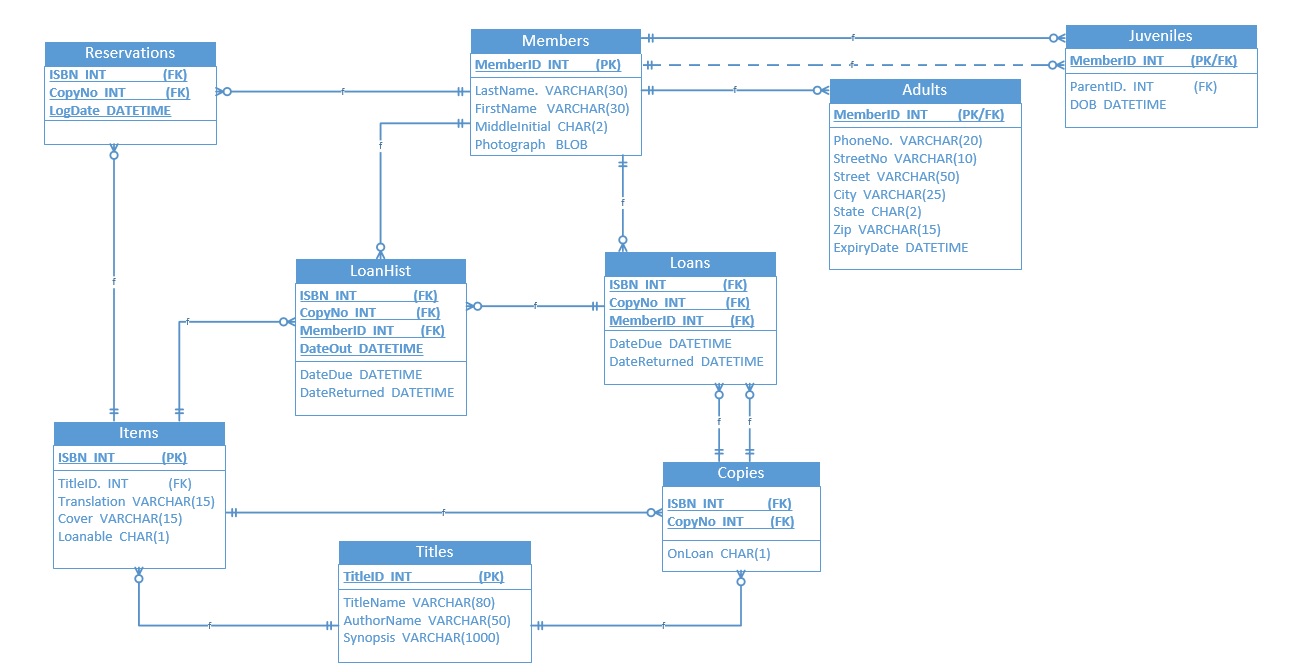 Reservations
ISBN INT (FK)
CopyNo INT (FK)
LogDate DATETIME
Members
MemberID INT (PK)
LastName. VARCHAR(30)
FirstName VARCHAR(30)
MiddleInitial CHAR(2)
Photograph BLOB
Juveniles
MemberID INT (PK/FK)
ParentID. INT (FK)
DOB DATETIME
Adults
MemberID INT (PK/FK)
PhoneNo. VARCHAR(20)
StreetNo VARCHAR(10)
Street VARCHAR(50)
City VARCHAR(25)
State CHAR(2)
Zip VARCHAR(15)
ExpiryDate DATETIME
f
f
f
f
f
f
f
LoanHist
ISBN INT (FK)
CopyNo INT (FK)
MemberID INT (FK)
DateOut DATETIME
DateDue DATETIME
DateReturned DATETIME
Loans
ISBN INT (FK)
CopyNo INT (FK)
MemberID INT (FK)
DateDue DATETIME
DateReturned DATETIME
f
f
f
f
Items
ISBN INT (PK)
TitleID. INT (FK)
Translation VARCHAR(15)
Cover VARCHAR(15)
Loanable CHAR(1)
Copies
ISBN INT (FK)
CopyNo INT (FK)
OnLoan CHAR(1)
f
Titles
TitleID INT (PK)
TitleName VARCHAR(80)
AuthorName VARCHAR(50)
Synopsis VARCHAR(1000)
f
f